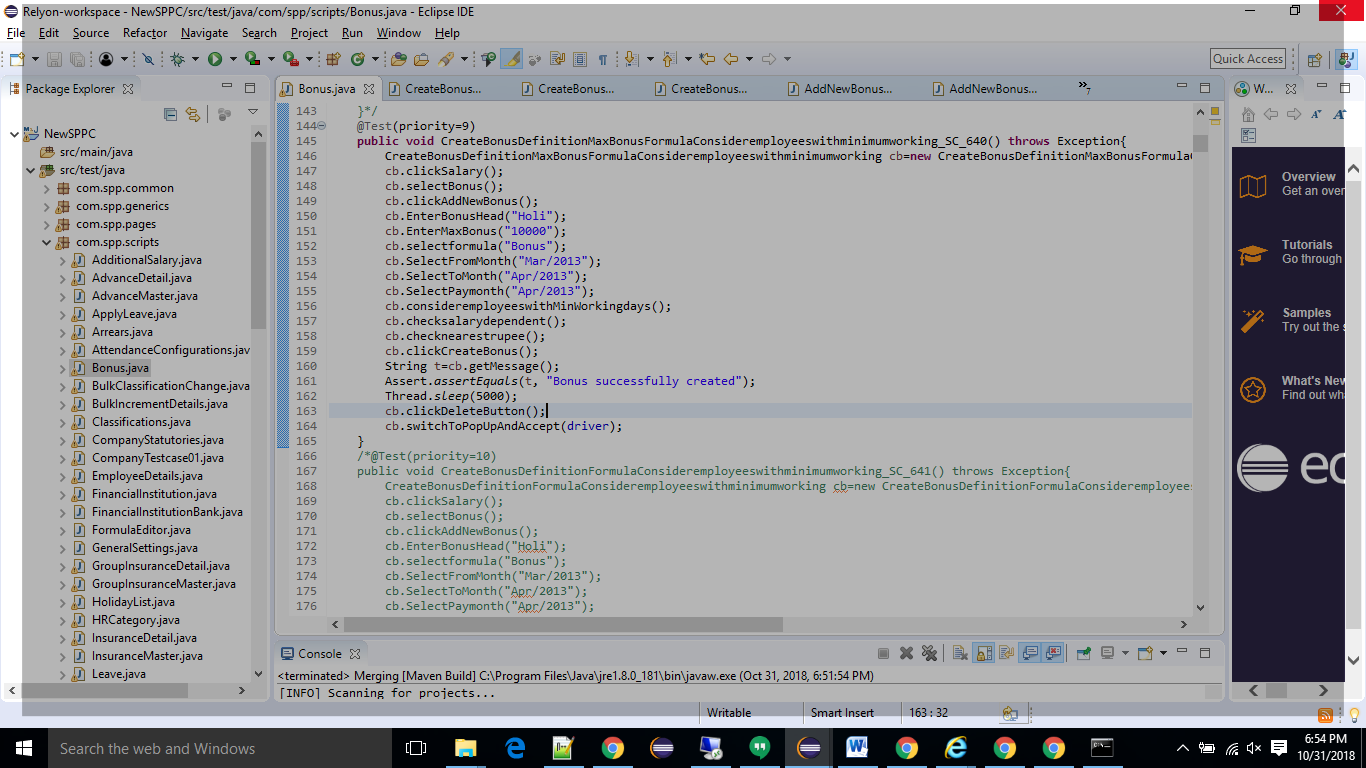 Relyon-workspace - NewSPPC/src/test/java/com/spp/scripts/Bonus.java - Eclipse IDE
File Edit Source Refactor Navigate Search Project Run Window Help
Quick Access
Package Explorer
Bonus.java CreateBonus... CreateBonus... CreateBonus... AddNewBonus... AddNewBonus... »7
W...
NewSPPC
src/main/java
src/test/java
com.spp.common
com.spp.generics
com.spp.pages
com.spp.scripts
AdditionalSalary.java
AdvanceDetail.java
AdvanceMaster.java
ApplyLeave.java
Arrears.java
AttendanceConfigurations.jav
Bonus.java
BulkClassificationChange.java
BulkIncrementDetails.java
Classifications.java
CompanyStatutories.java
CompanyTestcase01.java
EmployeeDetails.java
FinancialInstitution.java
FinancialInstitutionBank.java
FormulaEditor.java
GeneralSettings.java
GroupInsuranceDetail.java
GroupInsuranceMaster.java
HolidayList.java
HRCategory.java
InsuranceDetail.java
InsuranceMaster.java
Leave.java
143 }*/
144 @Test(priority=9)
145 public void CreateBonusDefinitionMaxBonusFormulaConsideremployeeswithminimumworking_SC_640() throws Exception{
146 CreateBonusDefinitionMaxBonusFormulaConsideremployeeswithminimumworking cb=new CreateBonusDefinitionMaxBonusFormulaC
147 cb.clickSalary();
148 cb.selectBonus();
149 cb.clickAddNewBonus();
150 cb.EnterBonusHead("Holi");
151 cb.EnterMaxBonus("10000");
152 cb.selectformula("Bonus");
153 cb.SelectFromMonth("Mar/2013");
154 cb.SelectToMonth("Apr/2013");
155 cb.SelectPaymonth("Apr/2013");
156 cb.consideremployeeswithMinWorkingdays();
157 cb.checksalarydependent();
158 cb.checknearestrupee();
159 cb.clickCreateBonus();
160 String t=cb.getMessage();
161 Assert.assertEquals(t, "Bonus successfully created");
162 Thread.sleep(5000);
163 cb.clickDeleteButton();
164 cb.switchToPopUpAndAccept(driver);
165 }
166 /*@Test(priority=10)
167 public void CreateBonusDefinitionFormulaConsideremployeeswithminimumworking_SC_641() throws Exception{
168 CreateBonusDefinitionFormulaConsideremployeeswithminimumworking cb=new CreateBonusDefinitionFormulaConsideremployees
169 cb.clickSalary();
170 cb.selectBonus();
171 cb.clickAddNewBonus();
172 cb.EnterBonusHead("Holi");
173 cb.selectformula("Bonus");
174 cb.SelectFromMonth("Mar/2013");
175 cb.SelectToMonth("Apr/2013");
176 cb.SelectPaymonth("Apr/2013");
Overview
Get an over
Tutorials
Go through
Samples
Try out the s
What's New
Find out wha
ec
Console
<terminated> Merging [Maven Build] C:\Program Files\Java\jre1.8.0_181\bin\javaw.exe (Oct 31, 2018, 6:51:54 PM)
[INFO] Scanning for projects...
Writable Smart Insert 163 : 32
Search the web and Windows
6:54 PM
10/31/2018